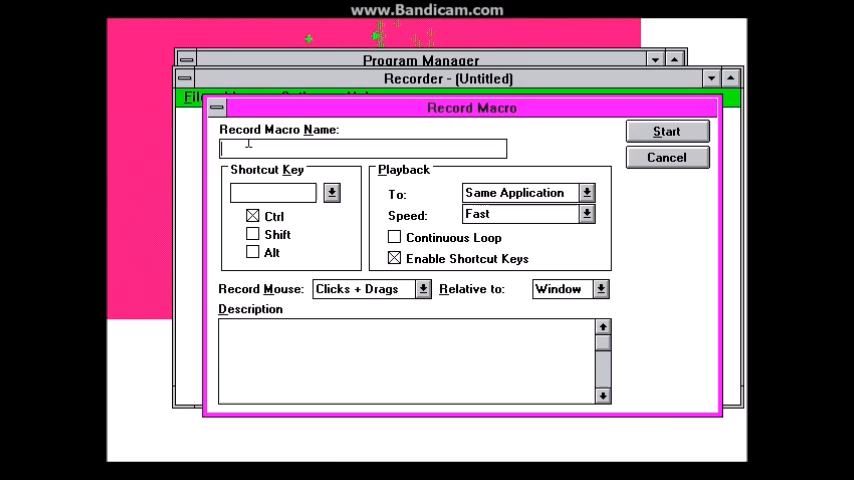 www.Bandicam.com
Program Manager
Recorder - (Untitled)
File
Record Macro
Record Macro Name:
Start
Cancel
Shortcut Key
Playback
To: Same Application
Speed: Fast
Ctrl
Shift
Alt
Continuous Loop
Enable Shortcut Keys
Record Mouse: Clicks + Drags Relative to: Window
Description